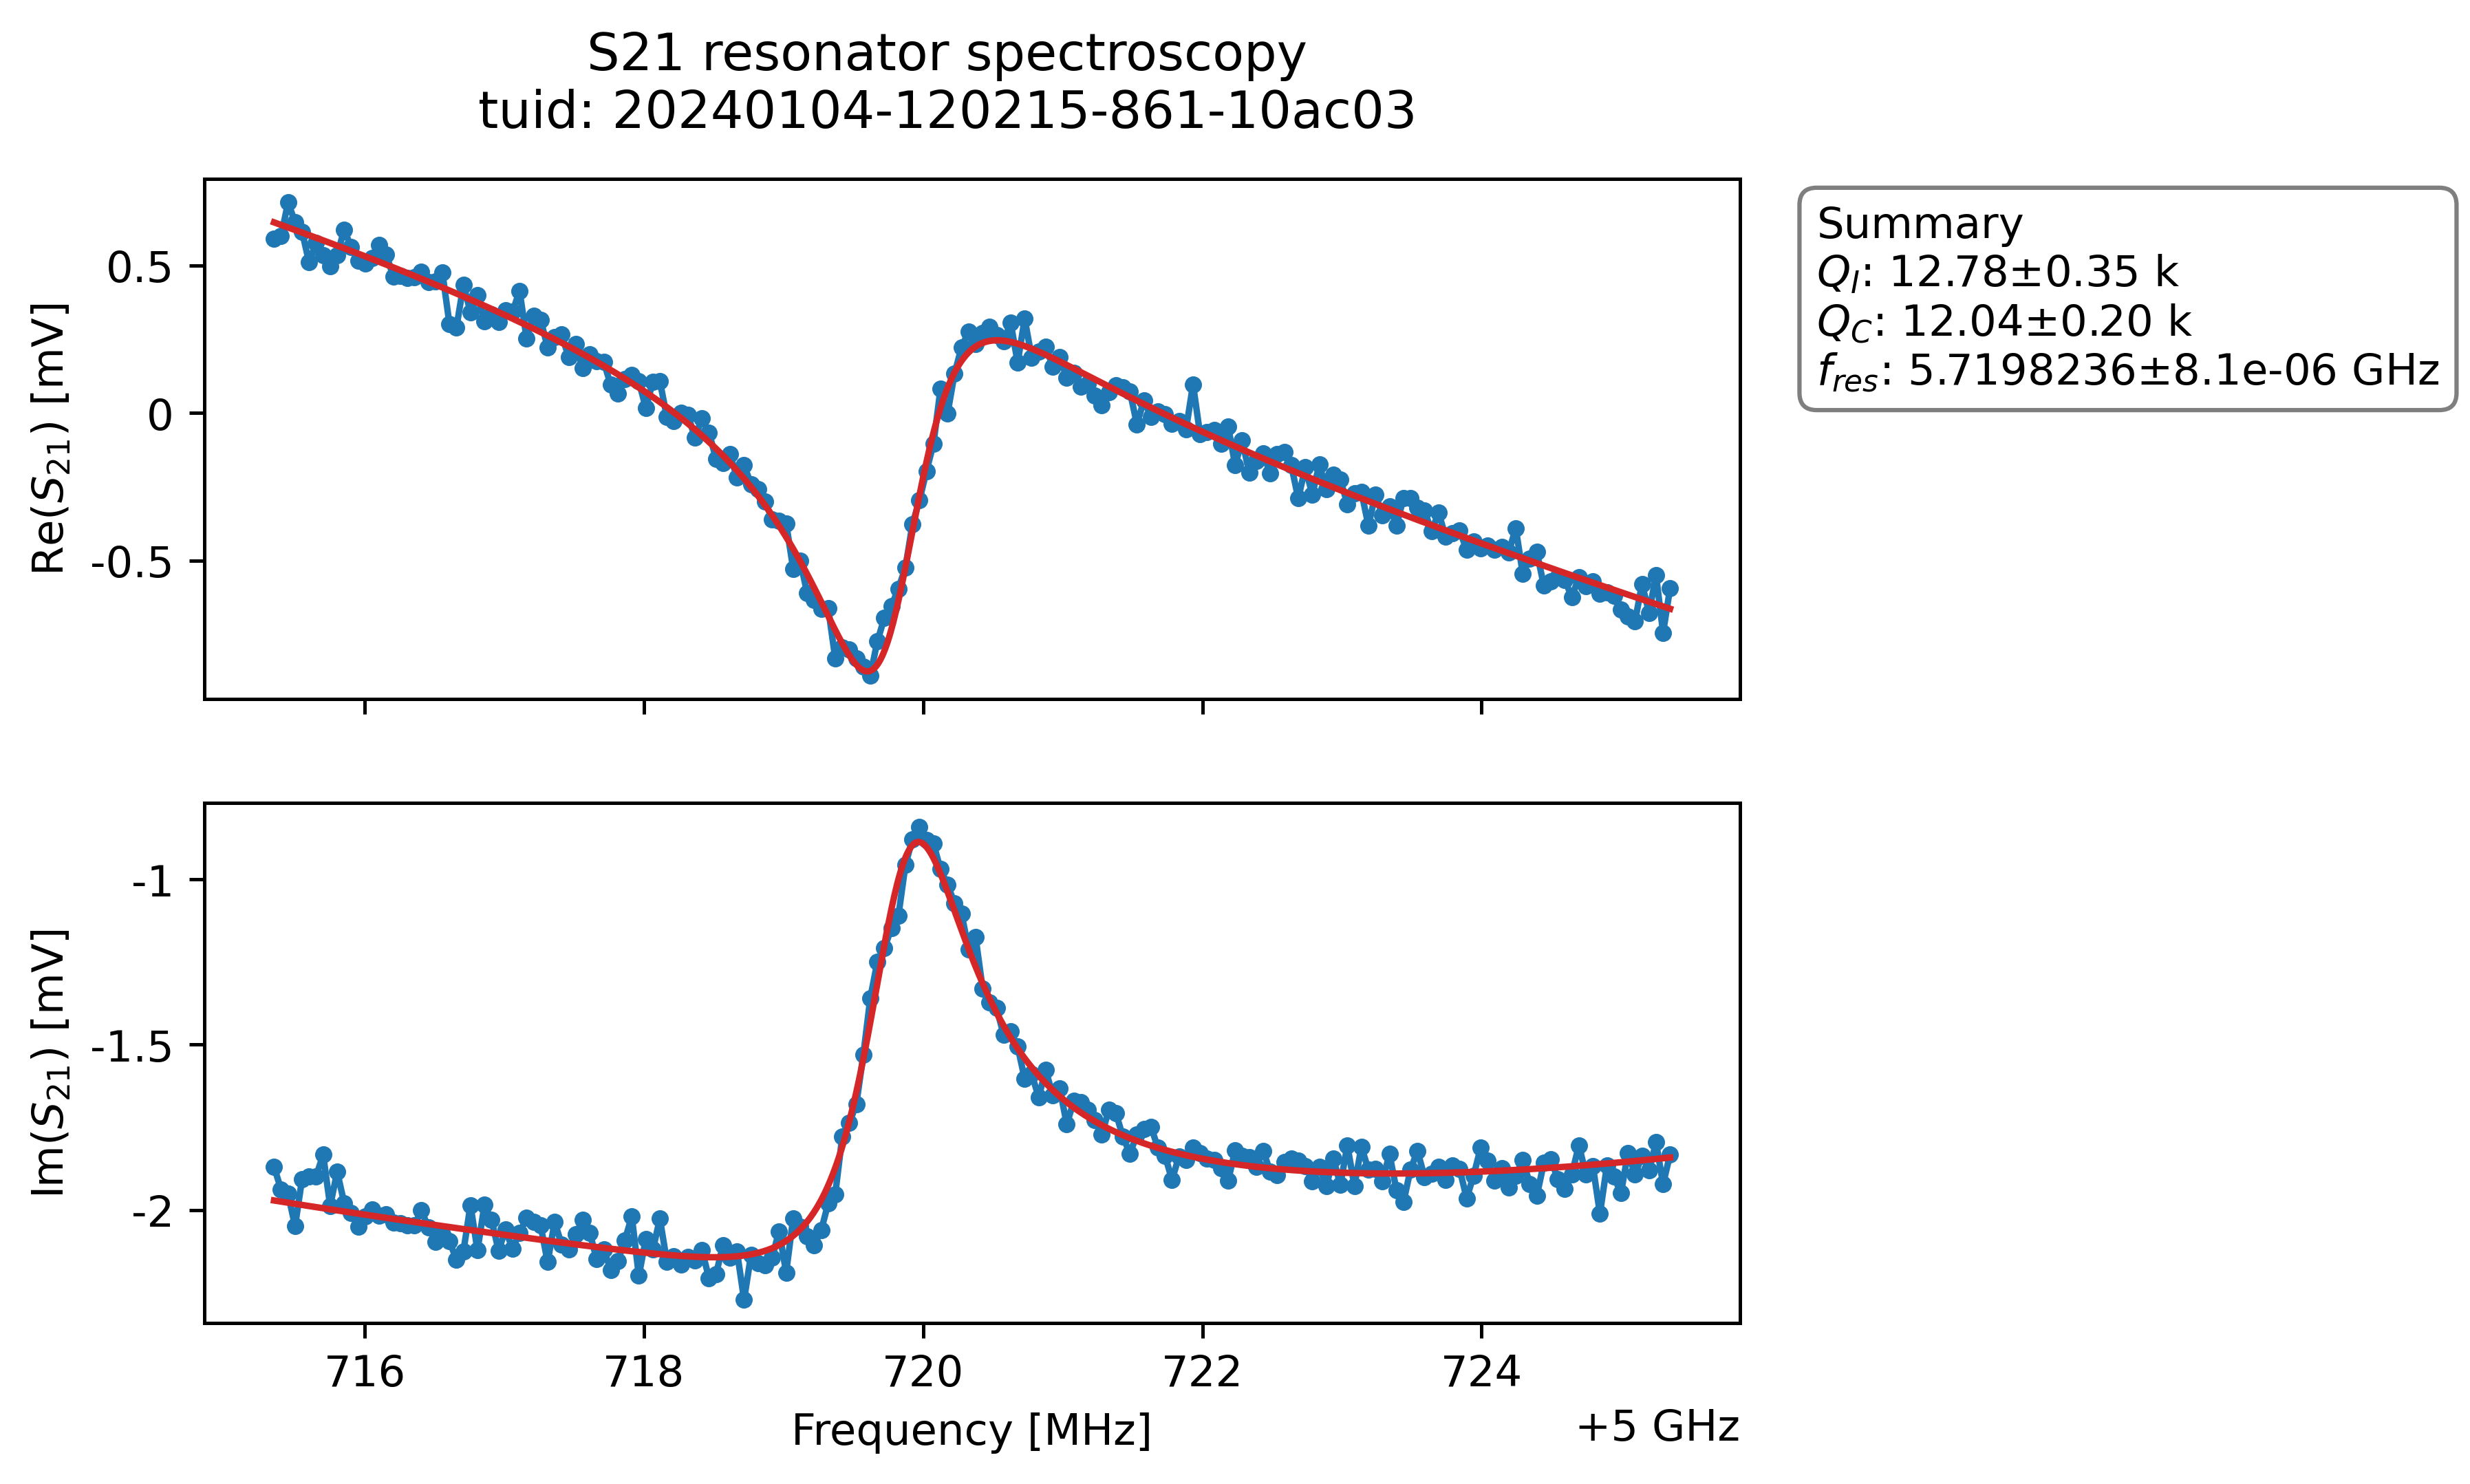 S21 resonator spectroscopy
tuid: 20240104-120215-861-10ac03
Re(S₂₁) [mV]
0.5
0
-0.5
Summary
Q_I: 12.78±0.35 k
Q_C: 12.04±0.20 k
f_res: 5.7198236±8.1e-06 GHz
Im(S₂₁) [mV]
-1
-1.5
-2
716 718 720 722 724
Frequency [MHz]
+5 GHz